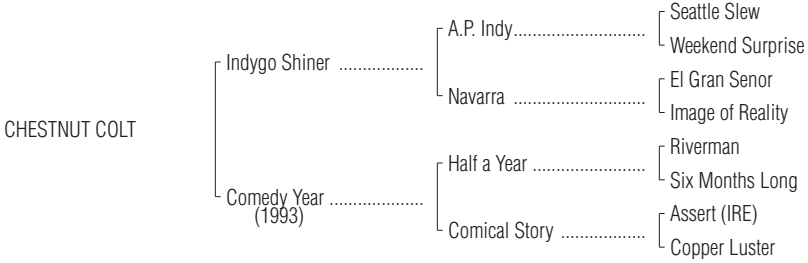 Seattle Slew
A.P. Indy.............................
Weekend Surprise
Indygo Shiner ..................
El Gran Senor
Navarra .............................
Image of Reality
CHESTNUT COLT
Riverman
Half a Year .........................
Six Months Long
Comedy Year ....................
(1993)
Assert (IRE)
Comical Story ..................
Copper Luster